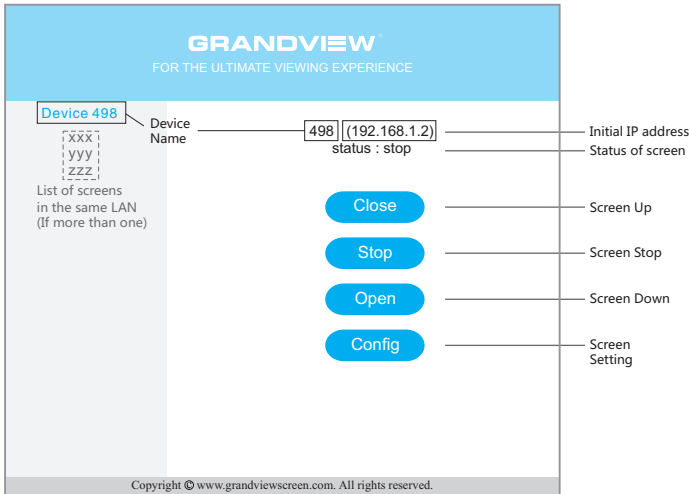 GRANDVIEW
FOR THE ULTIMATE VIEWING EXPERIENCE
Device 498
xxx
yyy
zzz
List of screens
in the same LAN
(If more than one)
Device
Name
498 (192.168.1.2)
status : stop
Initial IP address
Status of screen
Close
Screen Up
Stop
Screen Stop
Open
Screen Down
Config
Screen
Setting
Copyright © www.grandviewscreen.com. All rights reserved.